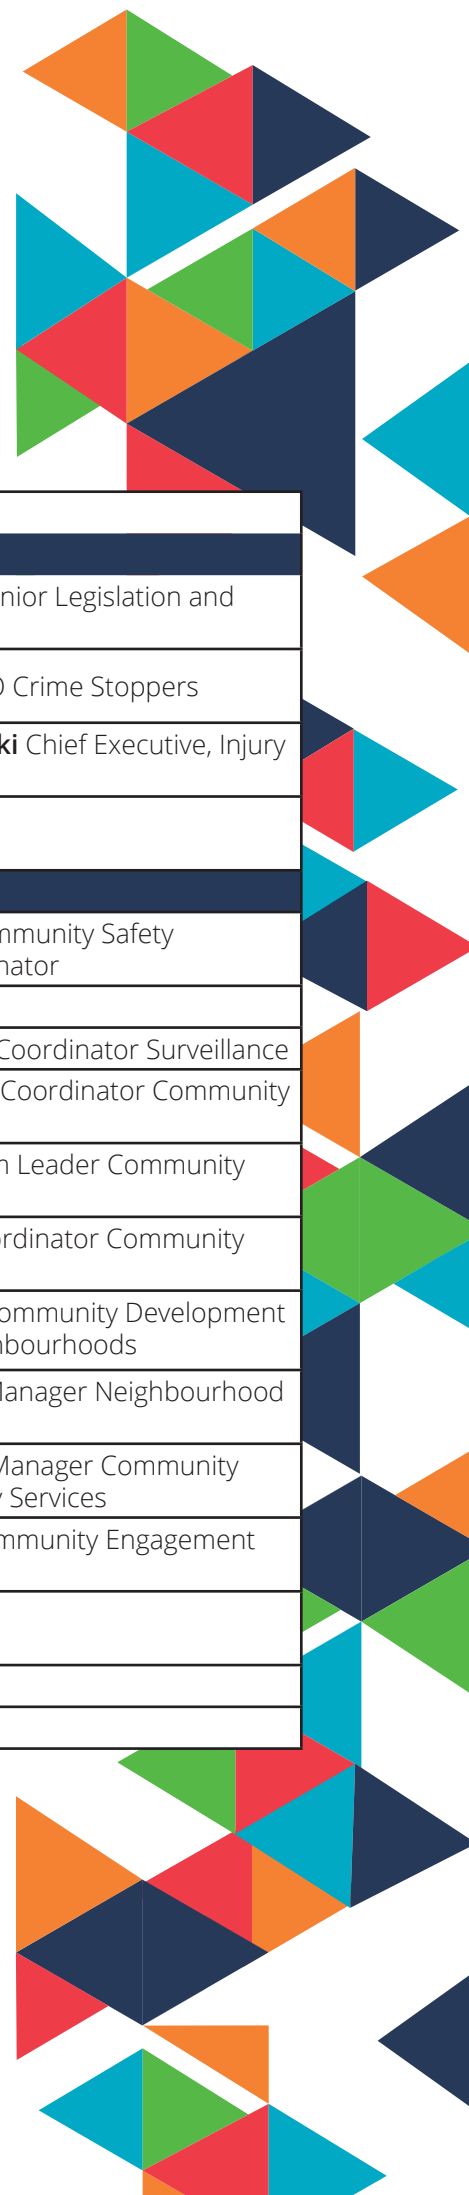 nior Legislation and
Crime Stoppers
ki Chief Executive, Injury
mmunity Safety
nator
Coordinator Surveillance
Coordinator Community
Leader Community
rdinator Community
ommunity Development
bourhoods
Manager Neighbourhood
Manager Community
Services
mmunity Engagement